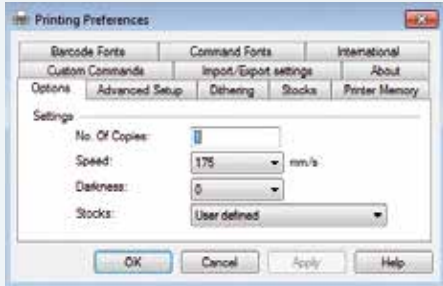 Printing Preferences
Barcode Fonts Command Fonts International
Custom Commands Import/Export settings About
Options Advanced Setup Dithering Stocks Printer Memory
Settings
No. Of Copies:
Speed: 175 mm/s
Darkness: 0
Stocks: User defined
OK Cancel Apply Help